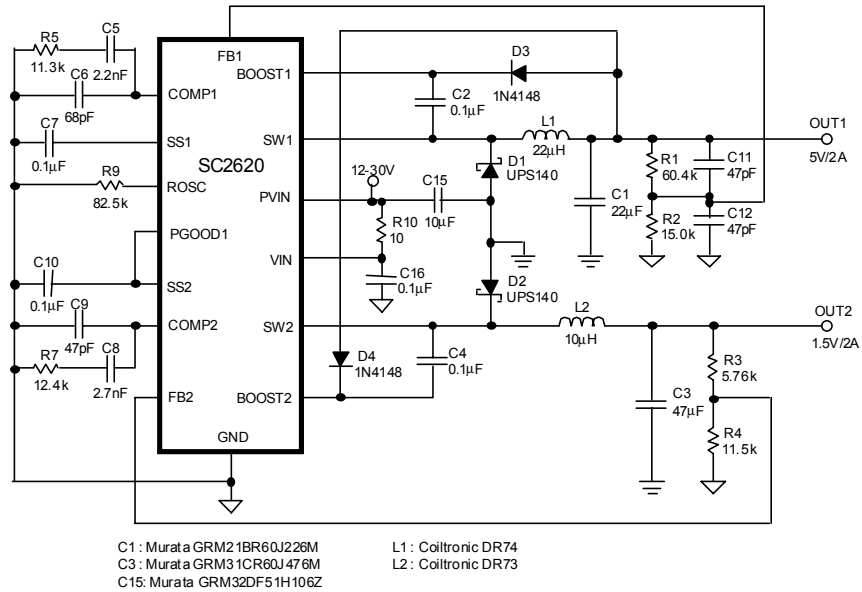 R5
11.3k
C5
2.2nF
C6
68pF
C7
0.1µF
R9
82.5k
C10
0.1µF
C9
47pF
C8
2.7nF
R7
12.4k
FB1
BOOST1
COMP1
SS1
SW1
SC2620
ROSC
PVIN
PGOOD1
VIN
SS2
COMP2
SW2
FB2
BOOST2
GND
D3
1N4148
C2
0.1µF
L1
22µH
12-30V
C15
10µF
R10
10
C16
0.1µF
D1
UPS140
D2
UPS140
C1
22µF
R1
60.4k
R2
15.0k
C11
47pF
C12
47pF
OUT1
5V/2A
D4
1N4148
C4
0.1µF
L2
10µH
C3
47µF
R3
5.76k
R4
11.5k
OUT2
1.5V/2A
C1: Murata GRM21BR60J226M
C3: Murata GRM31CR60J476M
C15: Murata GRM32DF51H106Z
L1: Coiltronic DR74
L2: Coiltronic DR73